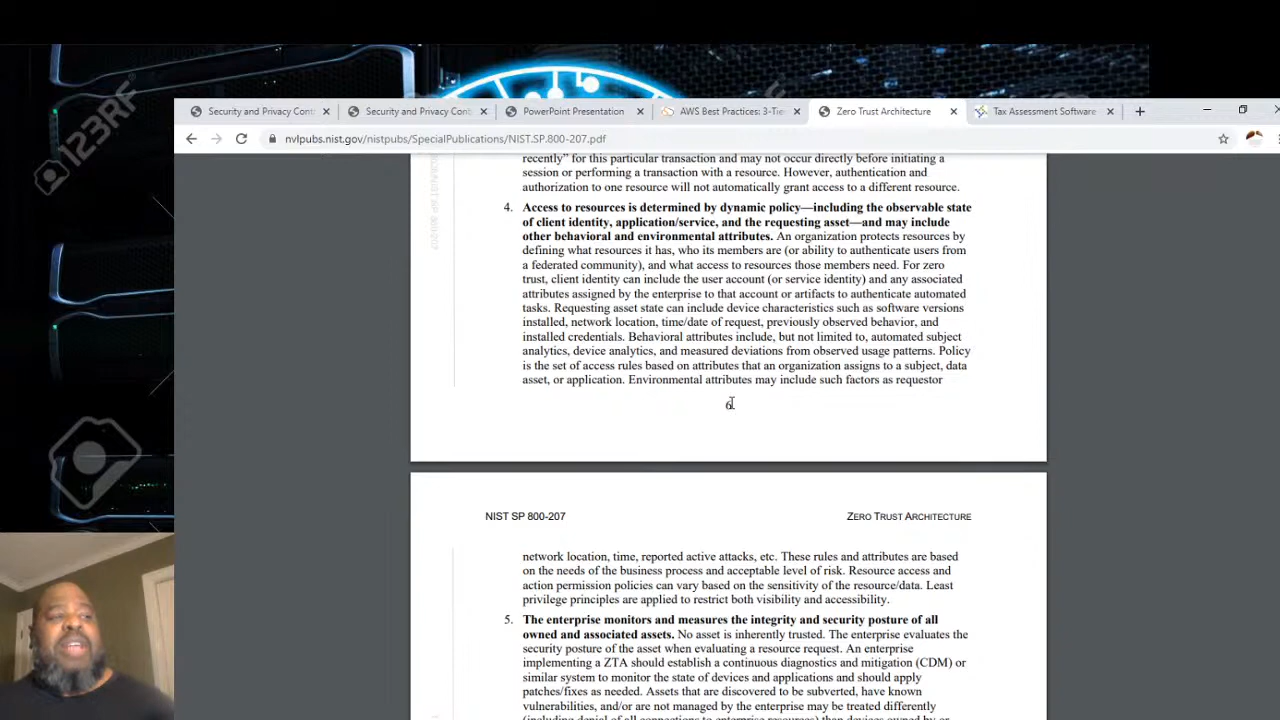 Security and Privacy Cont
Security and Privacy Cont
PowerPoint Presentation
AWS Best Practices: 3-Tie
Zero Trust Architecture
Tax Assessment Software
nvlpubs.nist.gov/nistpubs/SpecialPublications/NIST.SP.800-207.pdf
recently” for this particular transaction and may not occur directly before initiating a
session or performing a transaction with a resource. However, authentication and
authorization to one resource will not automatically grant access to a different resource.
4. Access to resources is determined by dynamic policy—including the observable state
of client identity, application/service, and the requesting asset—and may include
other behavioral and environmental attributes. An organization protects resources by
defining what resources it has, who its members are (or ability to authenticate users from
a federated community), and what access to resources those members need. For zero
trust, client identity can include the user account (or service identity) and any associated
attributes assigned by the enterprise to that account or artifacts to authenticate automated
tasks. Requesting asset state can include device characteristics such as software versions
installed, network location, time/date of request, previously observed behavior, and
installed credentials. Behavioral attributes include, but not limited to, automated subject
analytics, device analytics, and measured deviations from observed usage patterns. Policy
is the set of access rules based on attributes that an organization assigns to a subject, data
asset, or application. Environmental attributes may include such factors as requestor
6
NIST SP 800-207
ZERO TRUST ARCHITECTURE
network location, time, reported active attacks, etc. These rules and attributes are based
on the needs of the business process and acceptable level of risk. Resource access and
action permission policies can vary based on the sensitivity of the resource/data. Least
privilege principles are applied to restrict both visibility and accessibility.
5. The enterprise monitors and measures the integrity and security posture of all
owned and associated assets. No asset is inherently trusted. The enterprise evaluates the
security posture of the asset when evaluating a resource request. An enterprise
implementing a ZTA should establish a continuous diagnostics and mitigation (CDM) or
similar system to monitor the state of devices and applications and should apply
patches/fixes as needed. Assets that are discovered to be subverted, have known
vulnerabilities, and/or are not managed by the enterprise may be treated differently
(including denial of all connections to enterprise resources) than devices owned by or
123RF